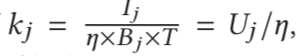 k_j = I_j / (η×B_j×T) = U_j/η,